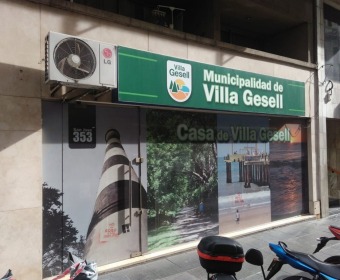 LG
Villa
Gesell
Municipalidad de
Villa Gesell
353
Casa de Villa Gesell